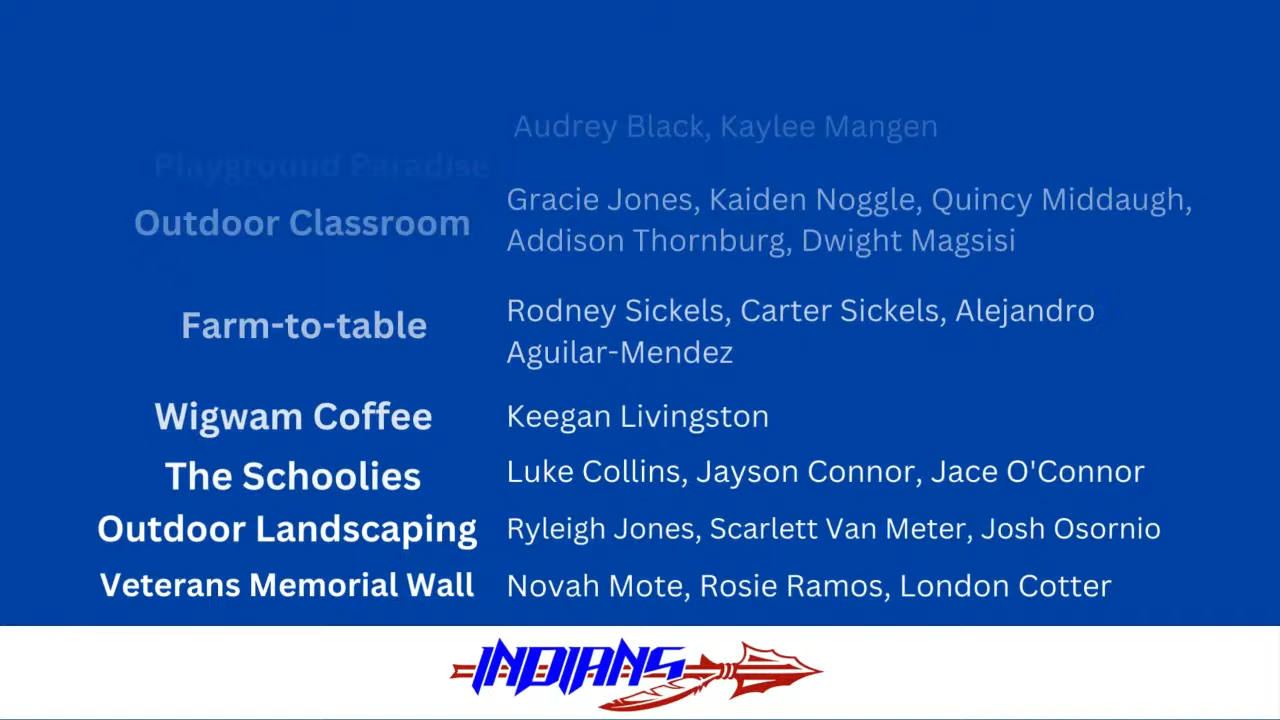 Audrey Black, Kaylee Mangen
Playground Paradise
Outdoor Classroom
Gracie Jones, Kaiden Noggle, Quincy Middaugh,
Addison Thornburg, Dwight Magsisi
Farm-to-table
Rodney Sickels, Carter Sickels, Alejandro
Aguilar-Mendez
Wigwam Coffee
Keegan Livingston
The Schoolies
Luke Collins, Jayson Connor, Jace O'Connor
Outdoor Landscaping
Ryleigh Jones, Scarlett Van Meter, Josh Osornio
Veterans Memorial Wall
Novah Mote, Rosie Ramos, London Cotter
INDIANS